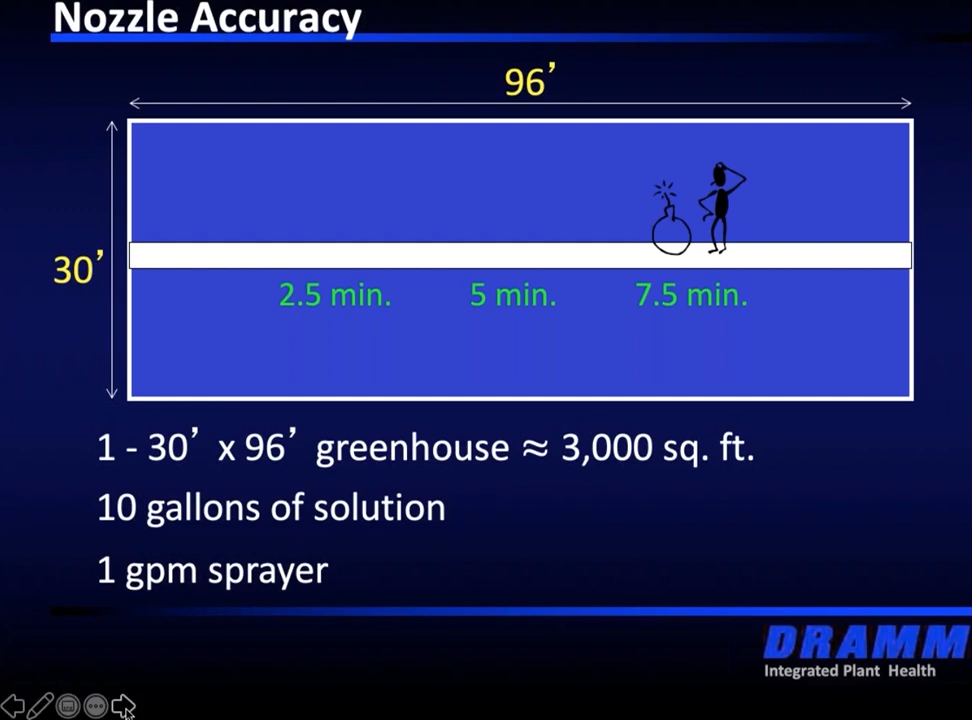 Nozzle Accuracy
96’
30’
2.5 min. 5 min. 7.5 min.
1 - 30’ x 96’ greenhouse ≈ 3,000 sq. ft.
10 gallons of solution
1 gpm sprayer
DRAMM
Integrated Plant Health